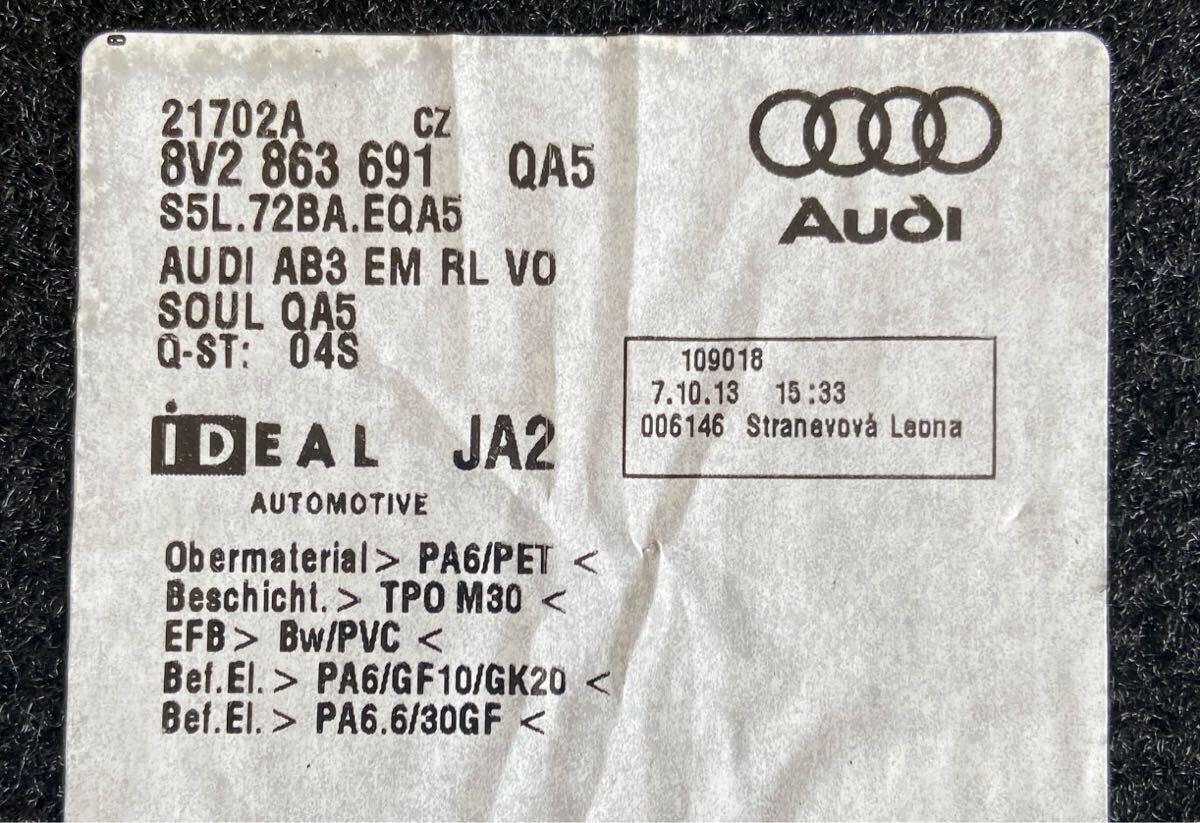 21702A CZ
8V2 863 691 QA5
S5L.72BA.EQA5
AUDI AB3 EM RL VO
SOUL QA5
Q-ST: 04S
Audi
109018
7.10.13 15:33
006146 Stranevová Leona
IDEAL JA2
AUTOMOTIVE
Obermaterial> PA6/PET <
Beschicht.> TPO M30 <
EFB> Bw/PVC <
Bef.El.> PA6/GF10/GK20 <
Bef.El.> PA6.6/30GF <